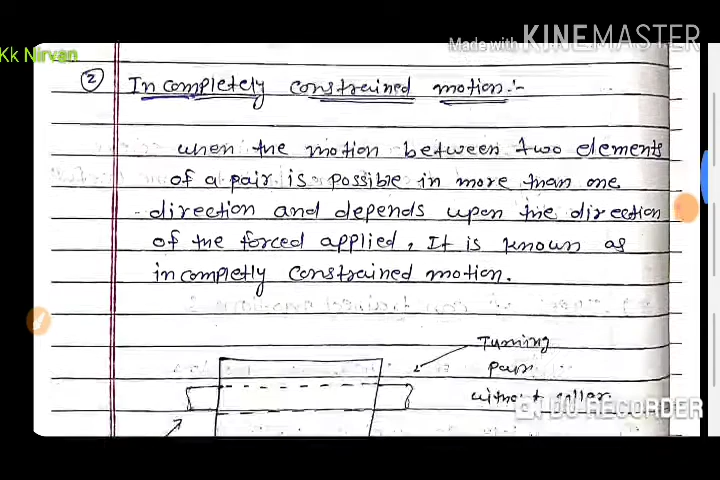 Made with KINEMASTER
Kk Nirvan
② Incompletely constrained motion:-
when the motion between two elements
of a pair is possible in more than one
direction and depends upon the direction
of the forced applied, It is known as
incompletly constrained motion.
Turning
pair
without collar
DU RECORDER